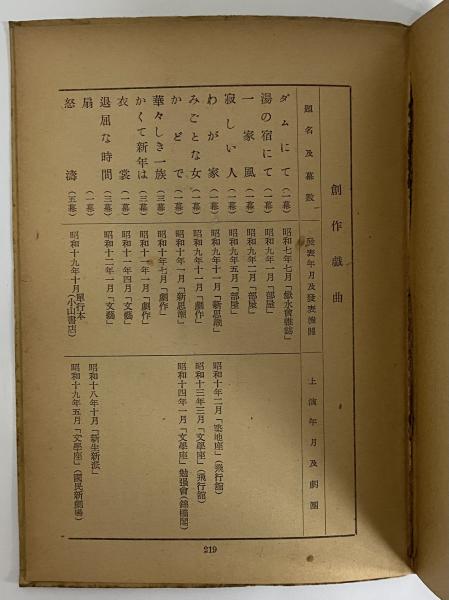 創作戯曲
題名及幕數　發表年月及發表機關　上演年月及劇團
ダムにて（一幕）　昭和七年七月「嶽水會雜誌」
湯の宿にて（一幕）　昭和九年一月「部屋」
一家風（一幕）　昭和九年二月「部屋」
寂しい人（一幕）　昭和九年五月「部屋」
わが家（一幕）　昭和九年十一月「新思潮」　昭和十年二月「築地座」（飛行館）
みごとな女（一幕）　昭和九年十一月「劇作」　昭和十三年三月「文學座」（飛行館）
かどで（一幕）　昭和十年一月「新思潮」　昭和十四年一月「文學座」勉强會（錦橋閣）
華々しき一族（三幕）　昭和十年七月「劇作」
かくて新年は（三幕）　昭和十一年一月「劇作」
衣裳（一幕）　昭和十一年四月「文藝」
退屈な時間（三幕）　昭和十二年一月「文藝」
扇（一幕）　昭和十八年十月「新生新派」
怒濤（五幕）　昭和十九年十月單行本（小山書店）　昭和十九年五月「文學座」（國民新劇場）
219